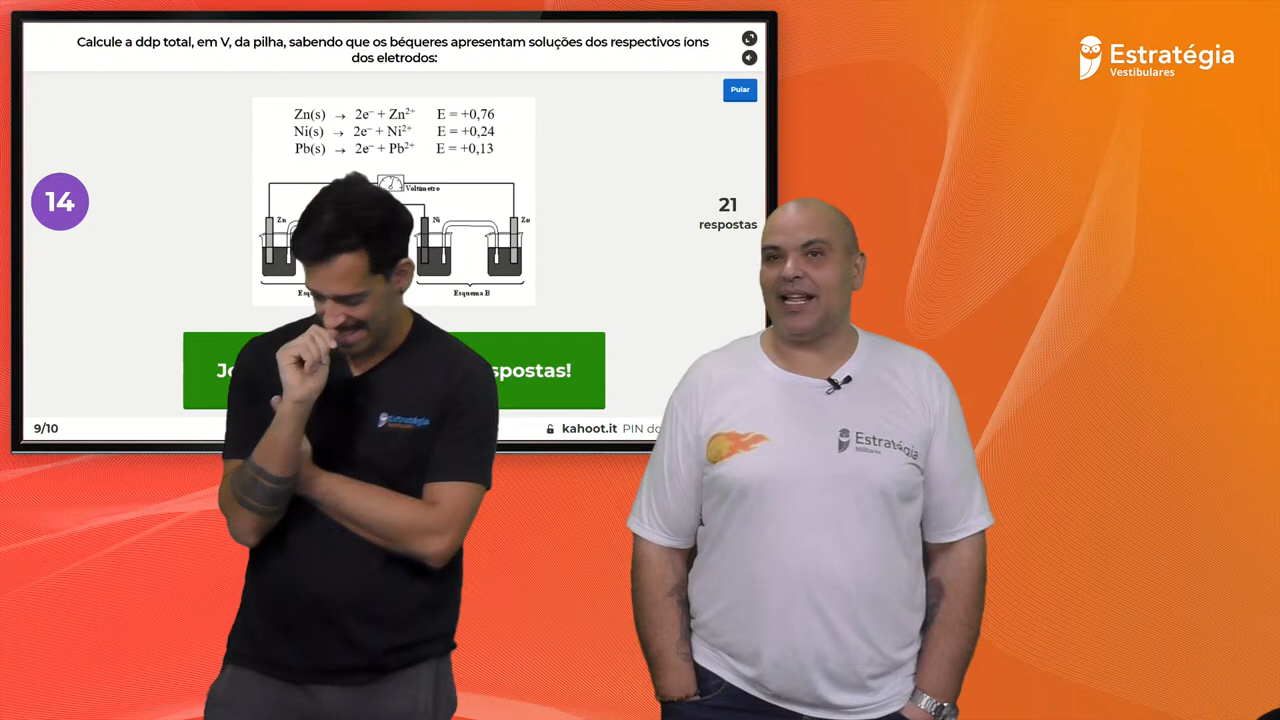 Calcule a ddp total, em V, da pilha, sabendo que os béqueres apresentam soluções dos respectivos íons
dos eletrodos:
Estratégia
Vestibulares
Pular
Zn(s) → 2e⁻ + Zn²⁺ E = +0,76
Ni(s) → 2e⁻ + Ni²⁺ E = +0,24
Pb(s) → 2e⁻ + Pb²⁺ E = +0,13
Voltímetro
14
21
respostas
Zn
Ni
Zn
Esquema B
spostas!
9/10
kahoot.it PIN do
Estratégia
Estratégia
Militares